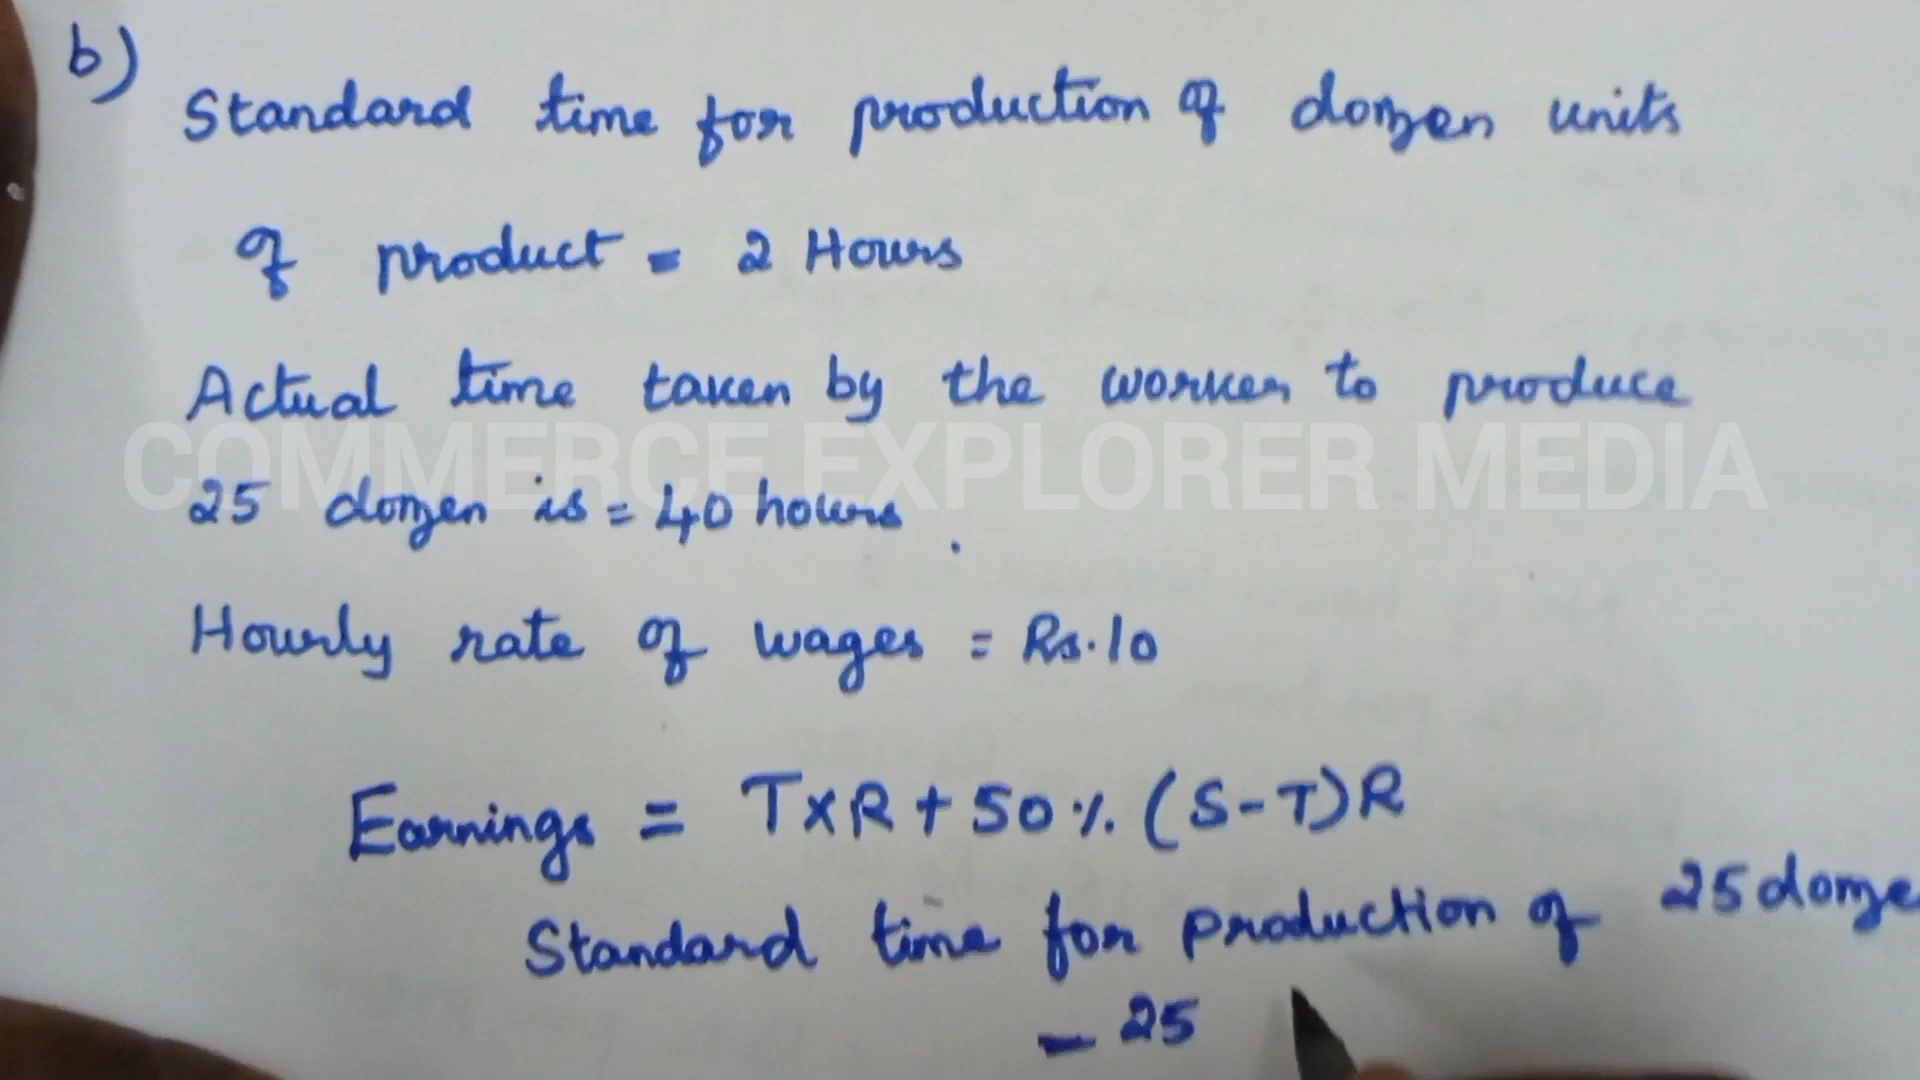 b)
Standard time for production of dozen units
of product = 2 Hours
Actual time taken by the worker to produce
COMMERCE EXPLORER MEDIA
25 dozen is = 40 hours.
Hourly rate of wages = Rs.10
Earnings = T×R + 50% (S-T)R
Standard time for production of 25 doze
- 25